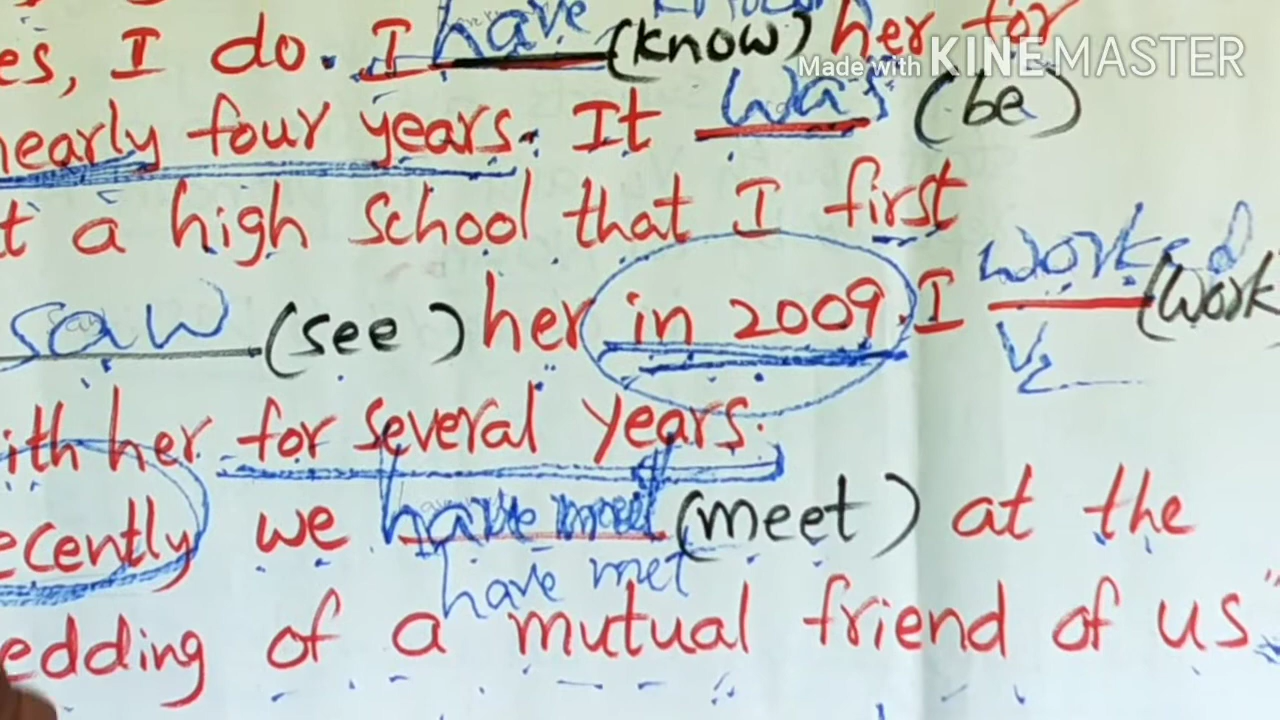 es, I do. I have (know) her for
Made with KINEMASTER
nearly four years. It was (be)
t a high school that I first
saw (see) her in 2009. I worked (work
V2
ith her for several years.
ecently we have met (meet) at the
have met
edding of a mutual friend of us"